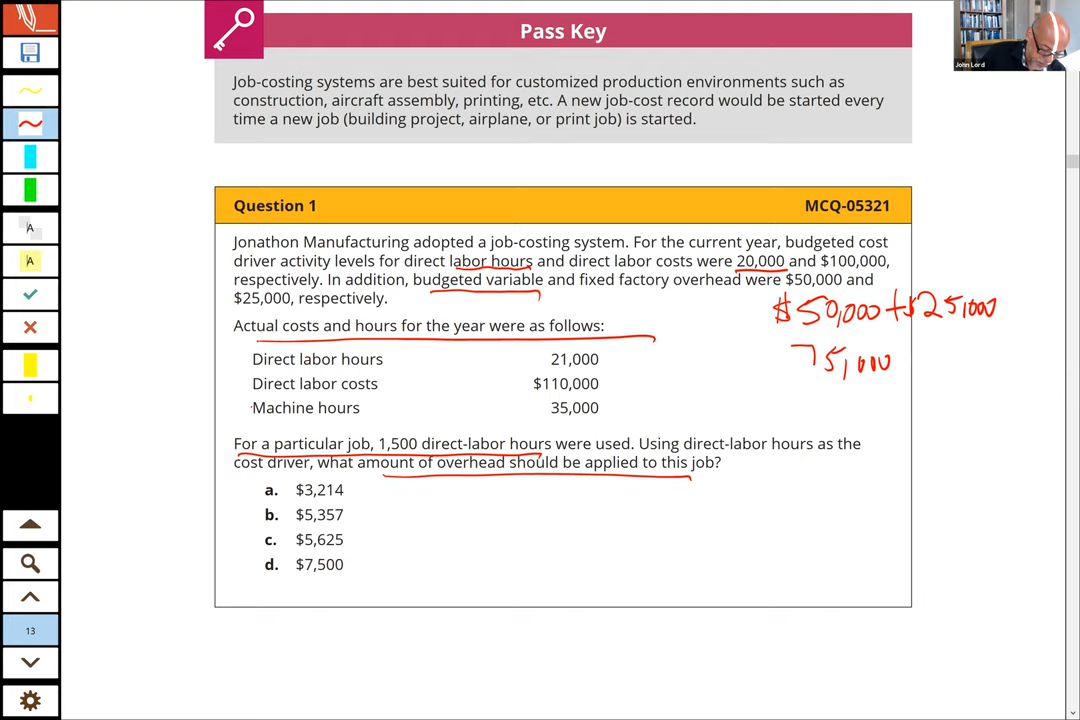 Pass Key
John Lord
Job-costing systems are best suited for customized production environments such as
construction, aircraft assembly, printing, etc. A new job-cost record would be started every
time a new job (building project, airplane, or print job) is started.
Question 1 MCQ-05321
Jonathon Manufacturing adopted a job-costing system. For the current year, budgeted cost
driver activity levels for direct labor hours and direct labor costs were 20,000 and $100,000,
respectively. In addition, budgeted variable and fixed factory overhead were $50,000 and
$25,000, respectively.
$50,000+$25,000
Actual costs and hours for the year were as follows:
75,000
Direct labor hours 21,000
Direct labor costs $110,000
Machine hours 35,000
For a particular job, 1,500 direct-labor hours were used. Using direct-labor hours as the
cost driver, what amount of overhead should be applied to this job?
a. $3,214
b. $5,357
c. $5,625
d. $7,500
A
A
13